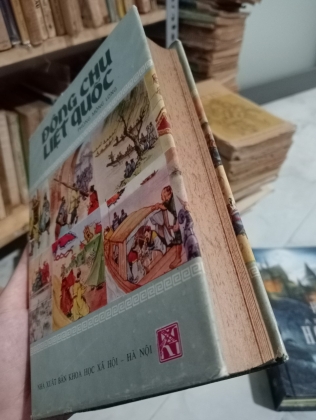 ĐÔNG CHU
LIỆT QUỐC
NHÀ XUẤT BẢN KHOA HỌC XÃ HỘI - HÀ NỘI